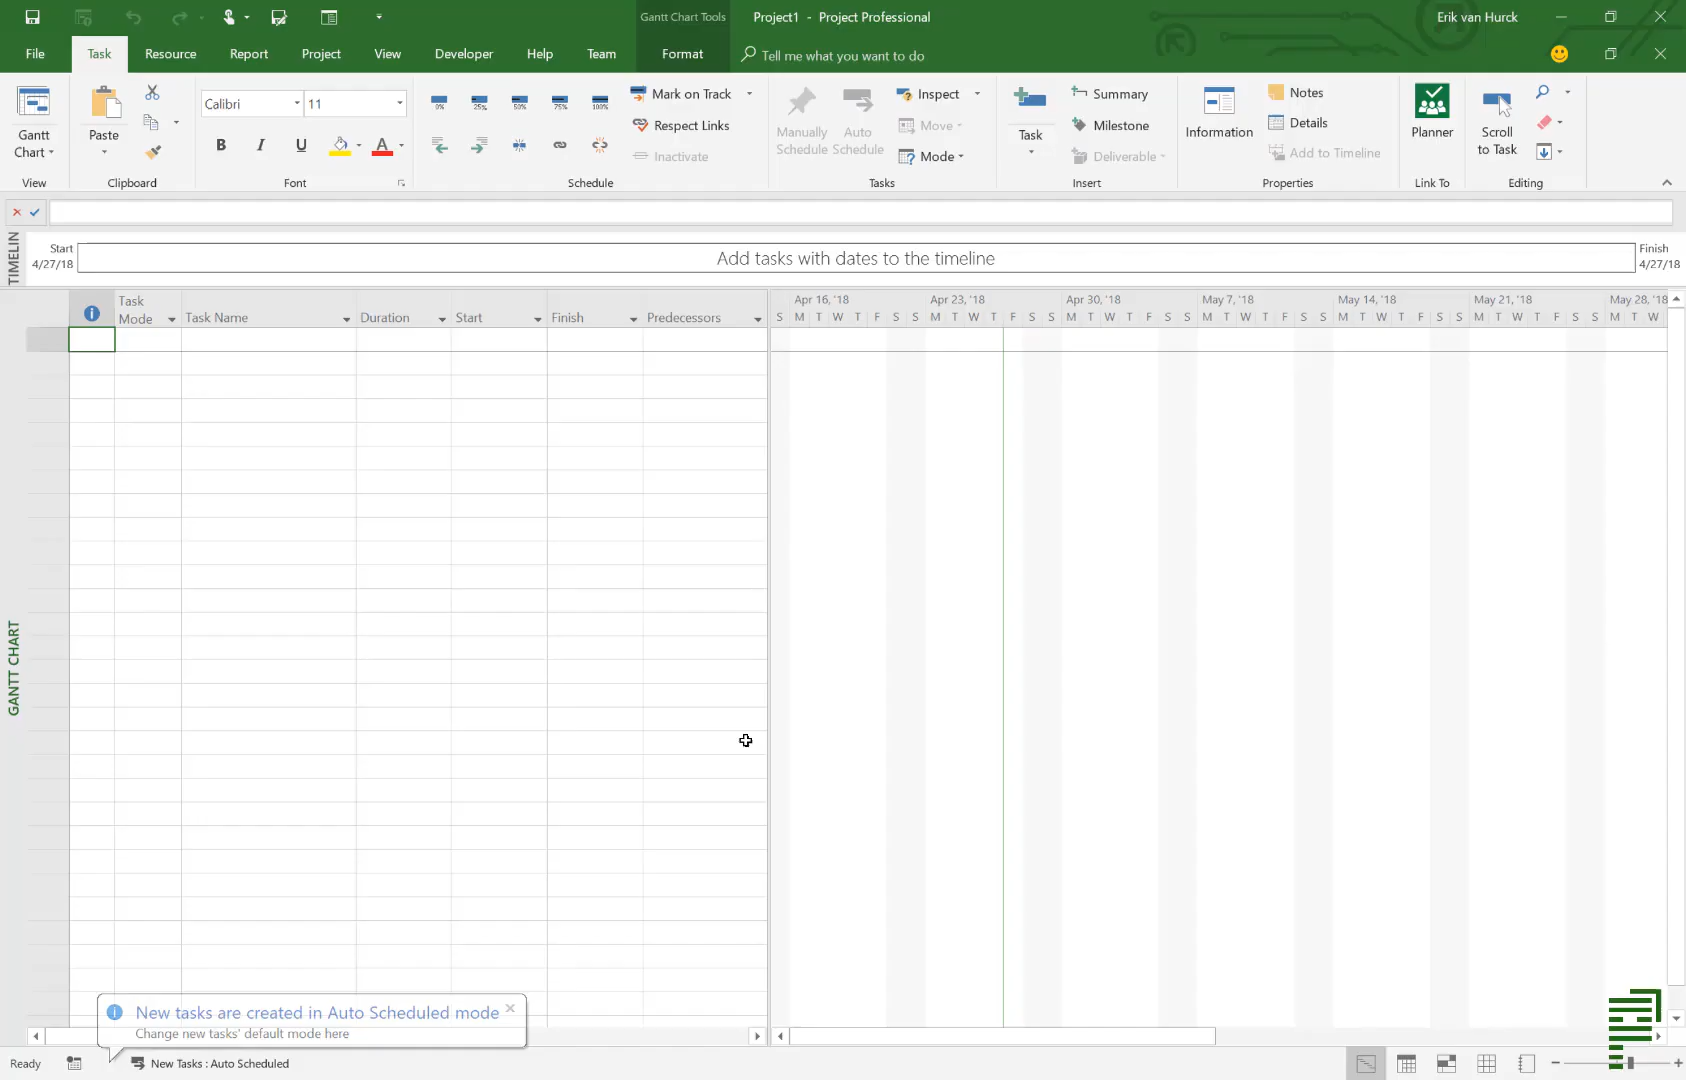 Gantt Chart Tools
Project1 - Project Professional
Erik van Hurck
File
Task
Resource
Report
Project
View
Developer
Help
Team
Format
Tell me what you want to do
Gantt
Chart
View
Paste
Clipboard
Calibri
11
B
I
U
A
Font
0%
25%
50%
75%
100%
Mark on Track
Respect Links
Inactivate
Schedule
Manually
Schedule
Auto
Schedule
Inspect
Move
Mode
Tasks
Task
Summary
Milestone
Deliverable
Insert
Information
Notes
Details
Add to Timeline
Properties
Planner
Link To
Scroll
to Task
Editing
TIMELIN
Start
4/27/18
Add tasks with dates to the timeline
Finish
4/27/18
Task
Mode
Task Name
Duration
Start
Finish
Predecessors
Apr 16, '18
Apr 23, '18
Apr 30, '18
May 7, '18
May 14, '18
May 21, '18
May 28, '18
S M T W T F S S M T W T F S S M T W T F S S M T W T F S S M T W T F S S M T W T F S S M T W
GANTT CHART
New tasks are created in Auto Scheduled mode
Change new tasks' default mode here
Ready
New Tasks : Auto Scheduled